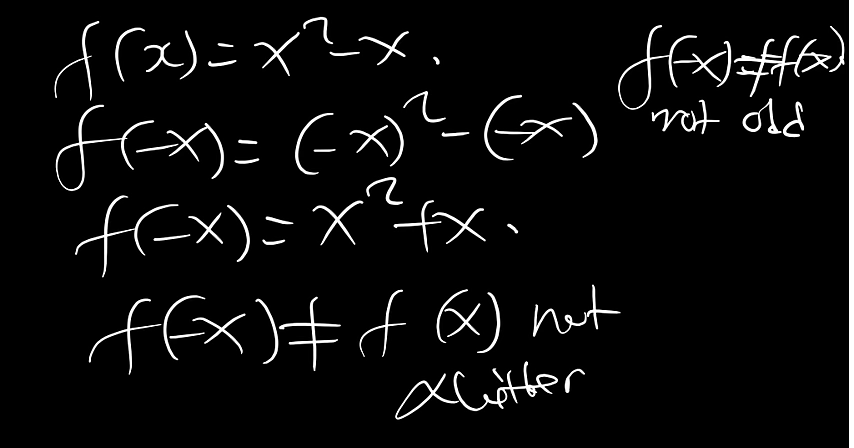 f(x) = x² - x.
f(-x) = (-x)² - (-x)
f(-x) = x² + x.
f(-x) ≠ f(x) not
f(-x) ≠ f(x)
not odd